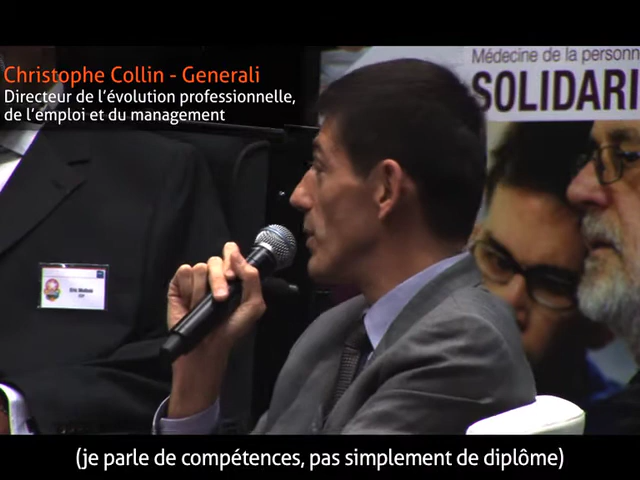 Médecine de la personn
SOLIDARI
Christophe Collin - Generali
Directeur de l'évolution professionnelle,
de l'emploi et du management
(je parle de compétences, pas simplement de diplôme)